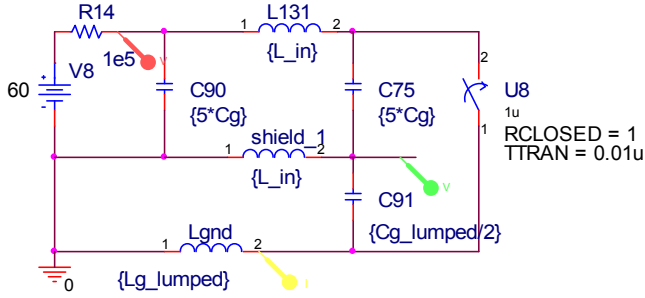 R14
L131
1
2
1e5
V
{L_in}
2
V8
60
C90
{5*Cg}
C75
{5*Cg}
U8
1u
1
RCLOSED = 1
TTRAN = 0.01u
shield_1
1
2
{L_in}
V
C91
{Cg_lumped/2}
Lgnd
1
2
{Lg_lumped}
I
0